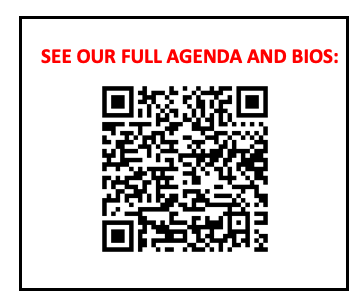 SEE OUR FULL AGENDA AND BIOS: